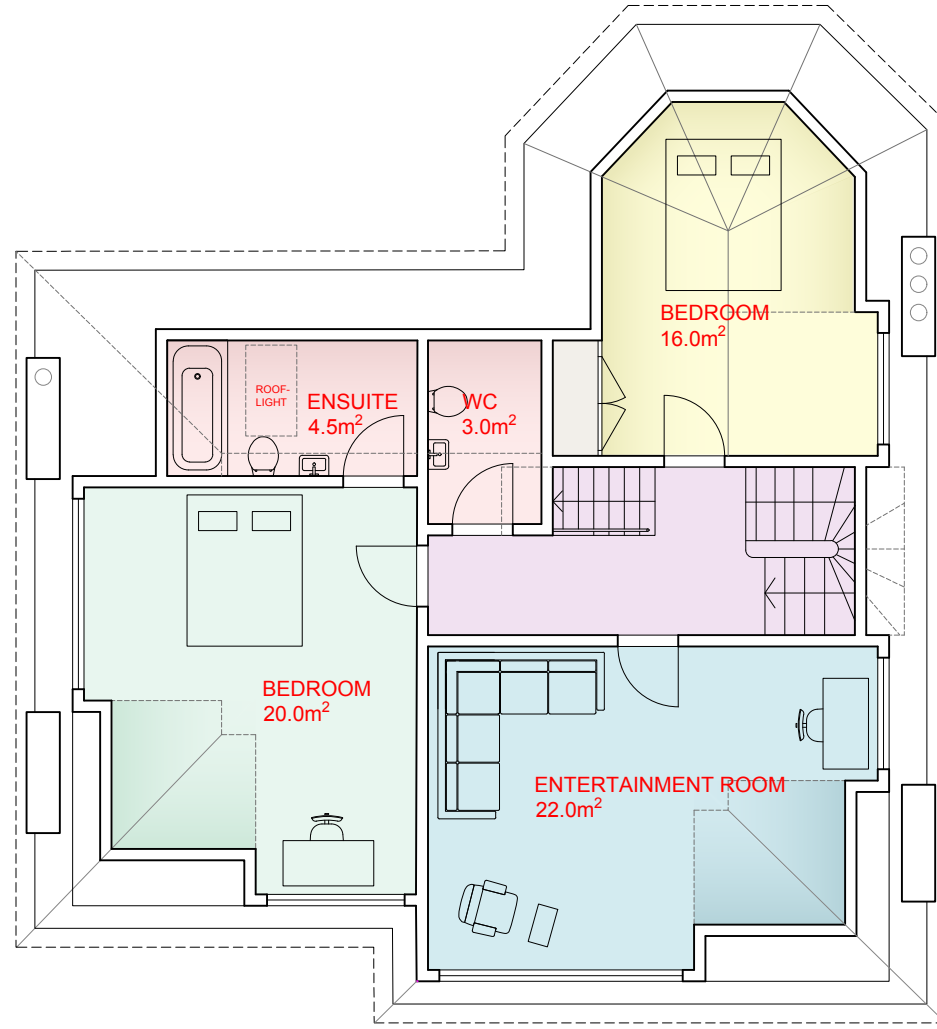 BEDROOM
16.0m²
ROOF-
LIGHT
ENSUITE
4.5m²
WC
3.0m²
BEDROOM
20.0m²
ENTERTAINMENT ROOM
22.0m²